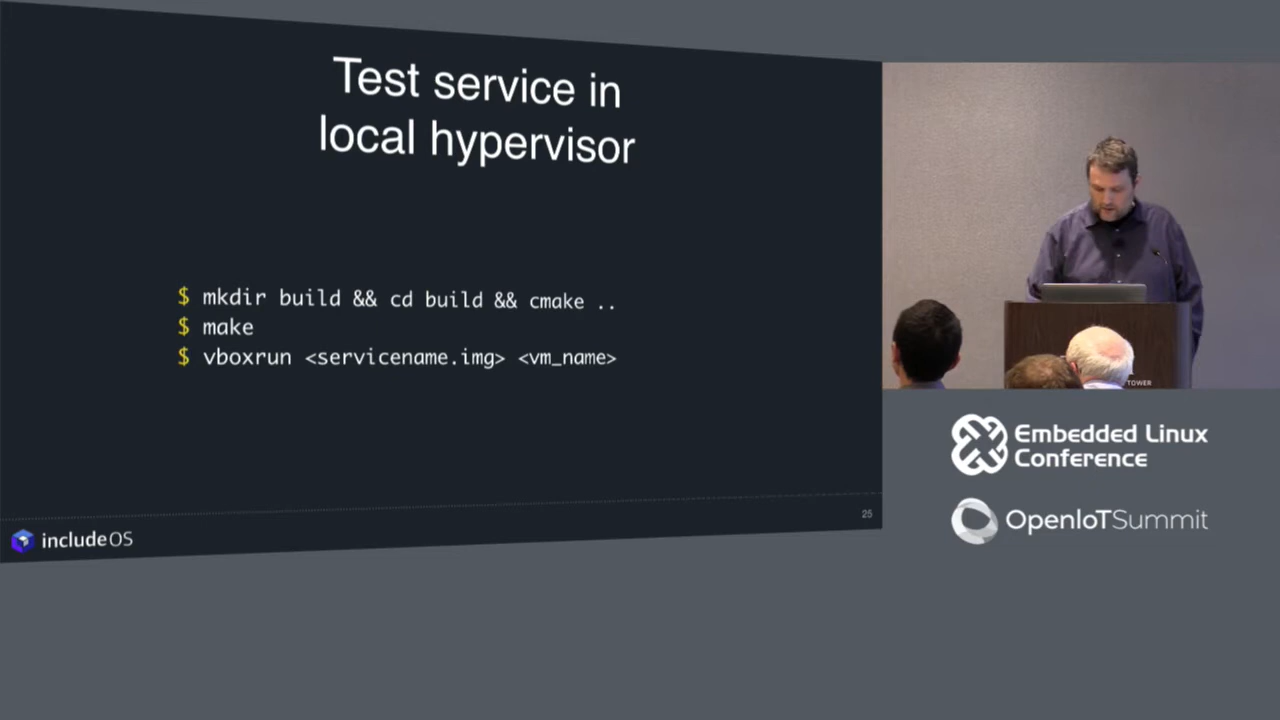 Test service in
local hypervisor
$ mkdir build && cd build && cmake ..
$ make
$ vboxrun <servicename.img> <vm_name>
25
includeOS
TOWER
Embedded Linux
Conference
OpenIoTSummit